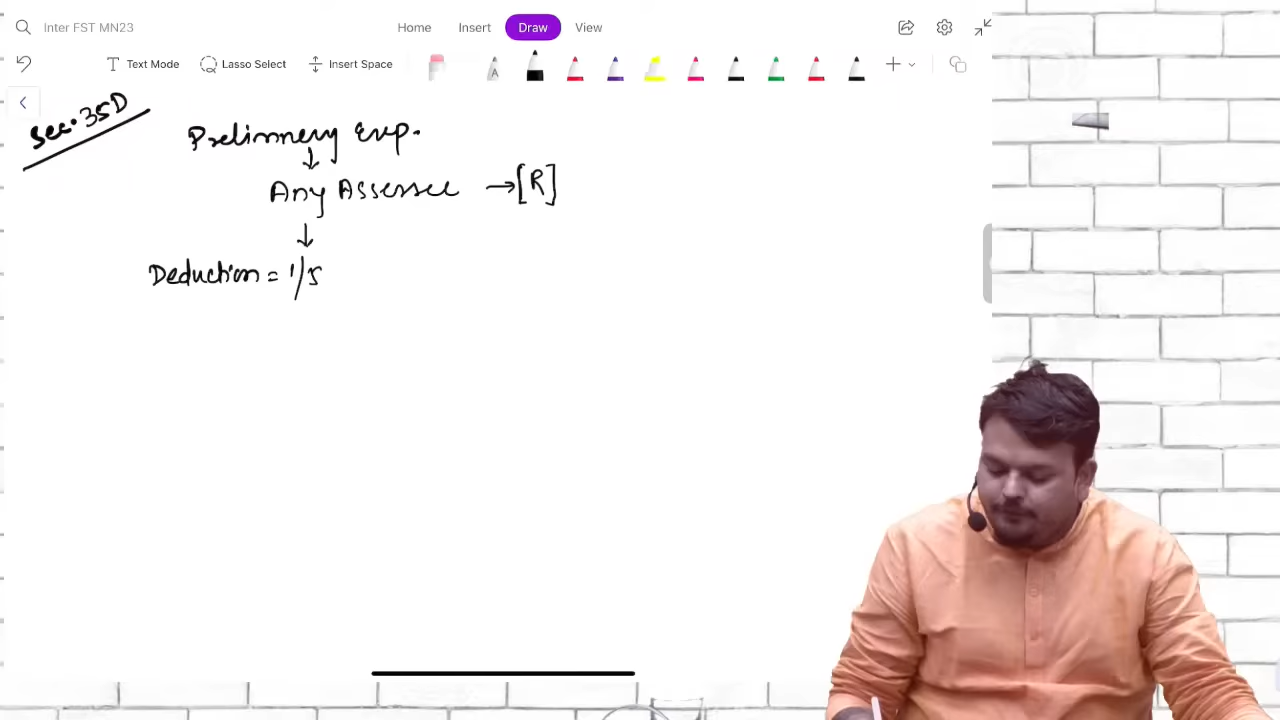 Inter FST MN23
Home Insert Draw View
Text Mode Lasso Select Insert Space
A
Sec. 35D
Prelimnery Exp.
Any Assessee → [R]
Deduction = 1/5